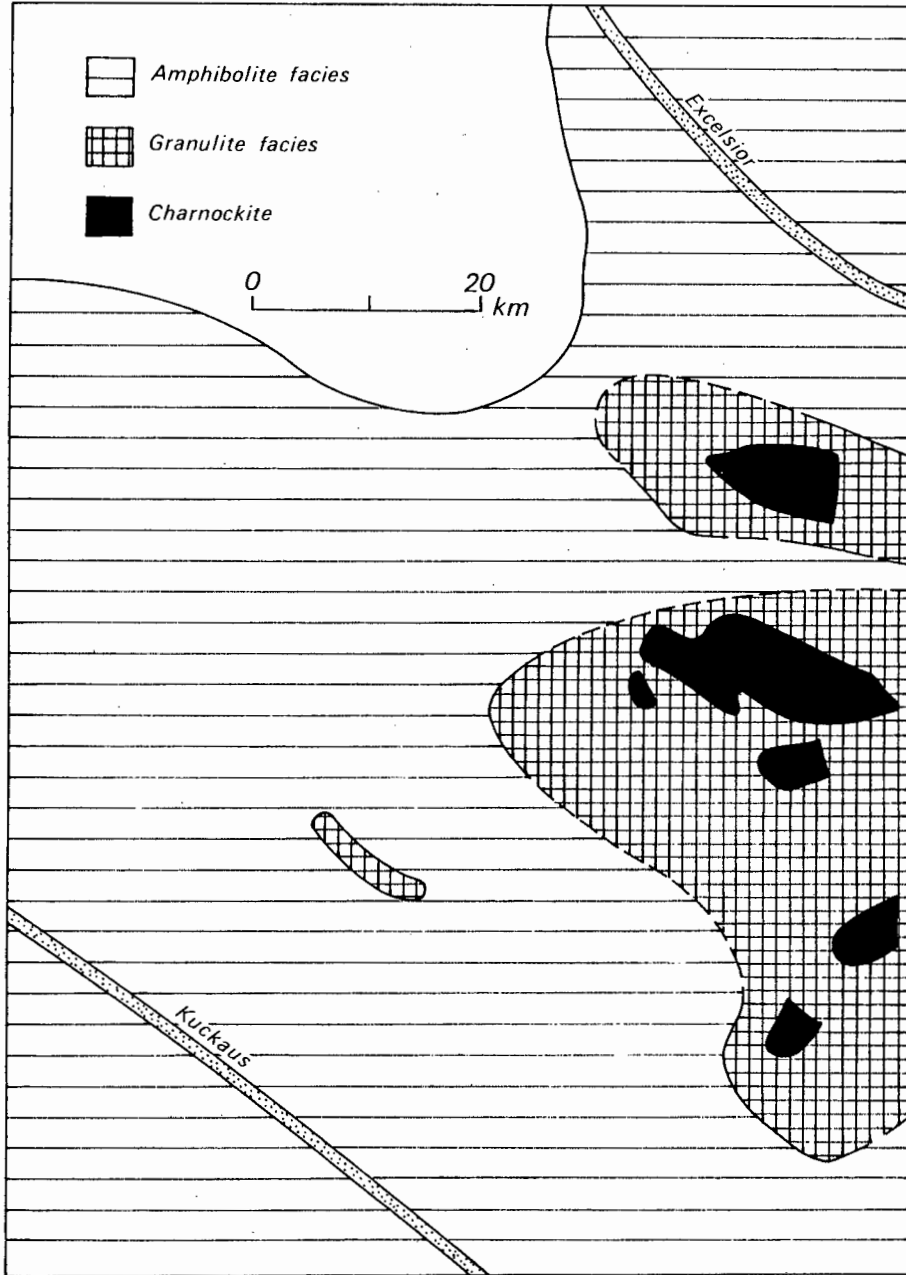 Amphibolite facies
Granulite facies
Charnockite
0 20
km
Excelsior
Kuckaus